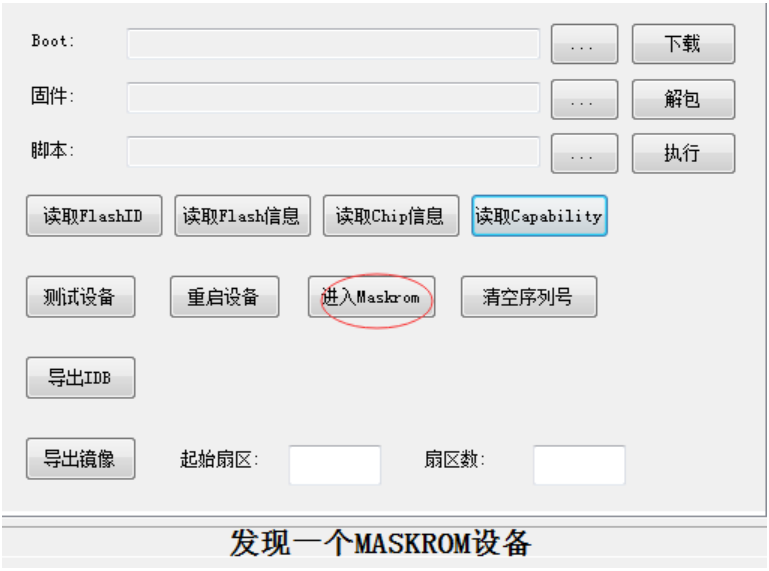 Boot: ... 下载
固件: ... 解包
脚本: ... 执行
读取FlashID 读取Flash信息 读取Chip信息 读取Capability
测试设备 重启设备 进入Maskrom 清空序列号
导出IDB
导出镜像 起始扇区: 扇区数:
发现一个MASKROM设备